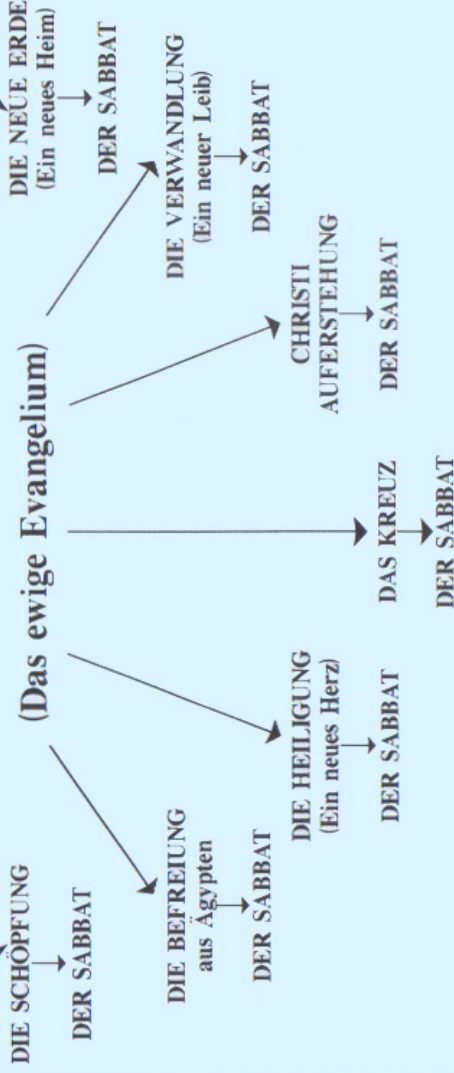 (Das ewige Evangelium)
DIE SCHÖPFUNG
DER SABBAT
DIE BEFREIUNG
aus Ägypten
DER SABBAT
DIE HEILIGUNG
(Ein neues Herz)
DER SABBAT
DAS KREUZ
DER SABBAT
CHRISTI
AUFERSTEHUNG
DER SABBAT
DIE VERWANDLUNG
(Ein neuer Leib)
DER SABBAT
DIE NEUE ERDE
(Ein neues Heim)
DER SABBAT